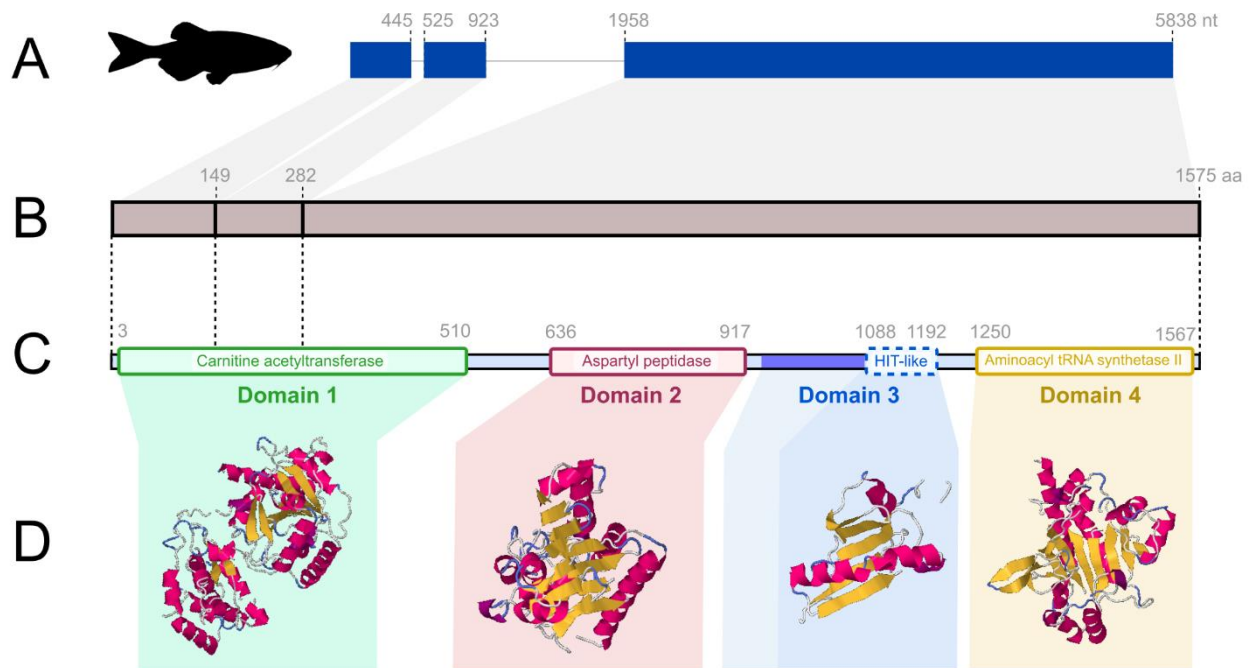 A
445 525 923 1958 5838 nt
B
149 282 1575 aa
C
3 510 636 917 1088 1192 1250 1567
Carnitine acetyltransferase Aspartyl peptidase HIT-like Aminoacyl tRNA synthetase II
Domain 1 Domain 2 Domain 3 Domain 4
D